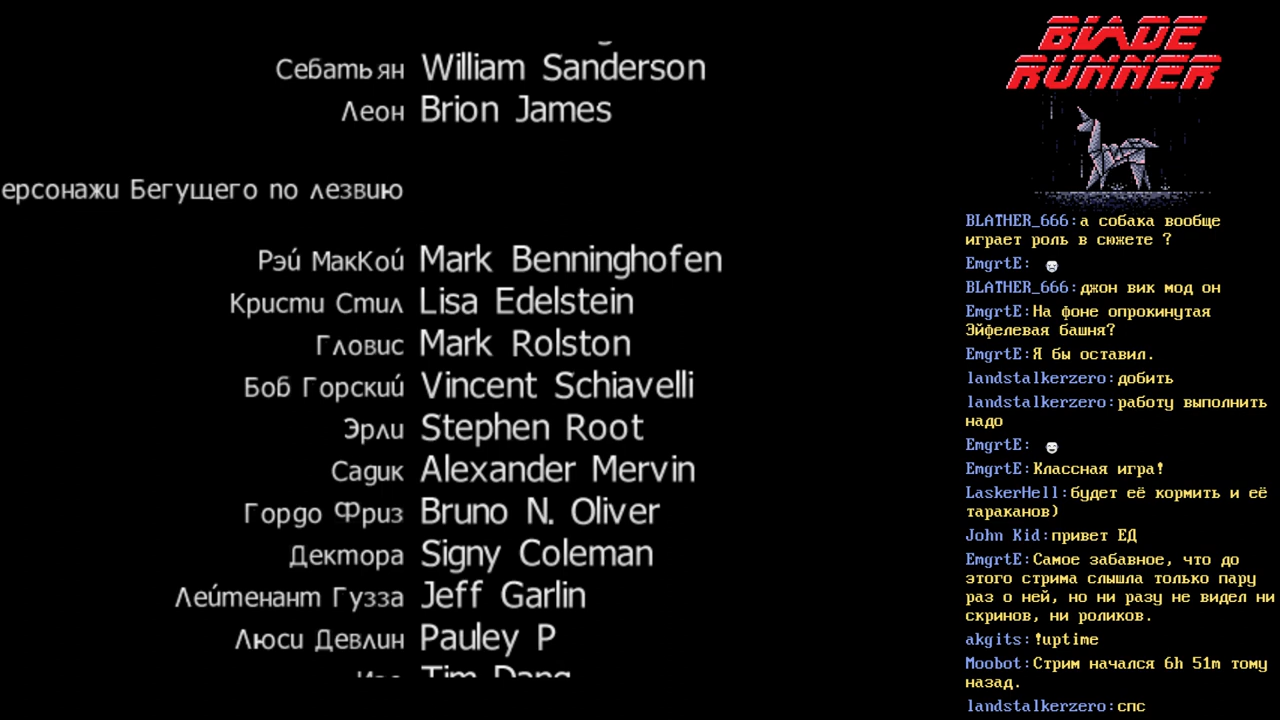 Себатьян William Sanderson
Леон Brion James
ерсонажи Бегущего по лезвию
Рэй МакКой Mark Benninghofen
Кристи Стил Lisa Edelstein
Гловис Mark Rolston
Боб Горский Vincent Schiavelli
Эрли Stephen Root
Садик Alexander Mervin
Гордо Фриз Bruno N. Oliver
Дектора Signy Coleman
Лейтенант Гузза Jeff Garlin
Люси Девлин Pauley P
Tim Dang
BLADE
RUNNER
BLATHER_666:а собака вообще
играет роль в сюжете ?
EmgrtE:
BLATHER_666:джон вик мод он
EmgrtE:На фоне опрокинутая
Эйфелевая башня?
EmgrtE:Я бы оставил.
landstalkerzero:добить
landstalkerzero:работу выполнить
надо
EmgrtE:
EmgrtE:Классная игра!
LaskerHell:будет её кормить и её
тараканов)
John Kid:привет ЕД
EmgrtE:Самое забавное, что до
этого стрима слышла только пару
раз о ней, но ни разу не видел ни
скринов, ни роликов.
akgits:!uptime
Moobot:Стрим начался 6h 51m тому
назад.
landstalkerzero:спс